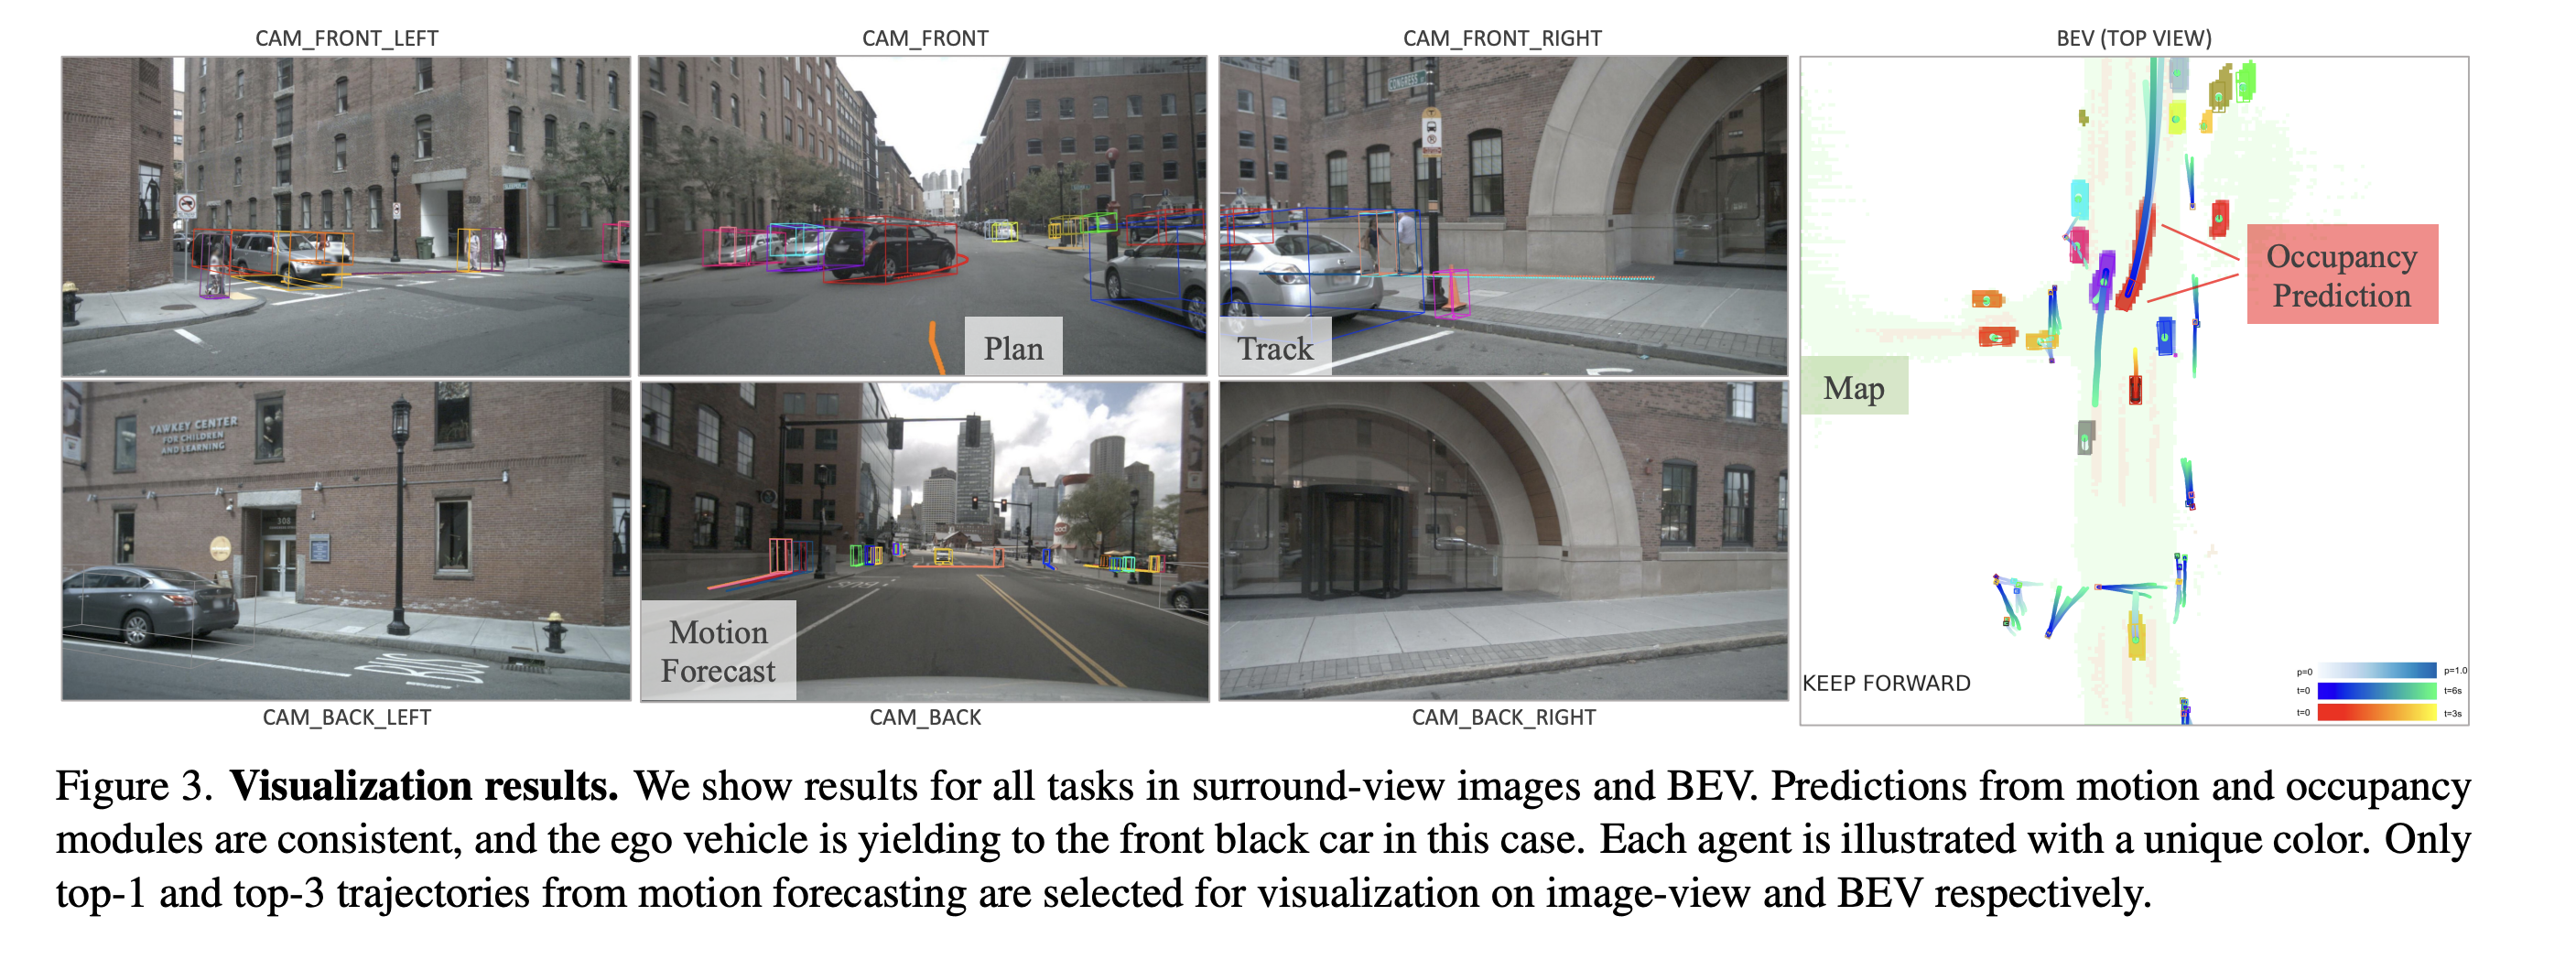 CAM_FRONT_LEFT
CAM_FRONT
CAM_FRONT_RIGHT
BEV (TOP VIEW)
CONGRESS
Plan
Track
Occupancy
Prediction
Map
YAWKEY CENTER
FOR CHILDREN
AND LEARNING
308
BUS
Motion
Forecast
KEEP FORWARD
p=0
p=1.0
t=0
t=6s
t=0
t=3s
CAM_BACK_LEFT
CAM_BACK
CAM_BACK_RIGHT
Figure 3. Visualization results. We show results for all tasks in surround-view images and BEV. Predictions from motion and occupancy
modules are consistent, and the ego vehicle is yielding to the front black car in this case. Each agent is illustrated with a unique color. Only
top-1 and top-3 trajectories from motion forecasting are selected for visualization on image-view and BEV respectively.